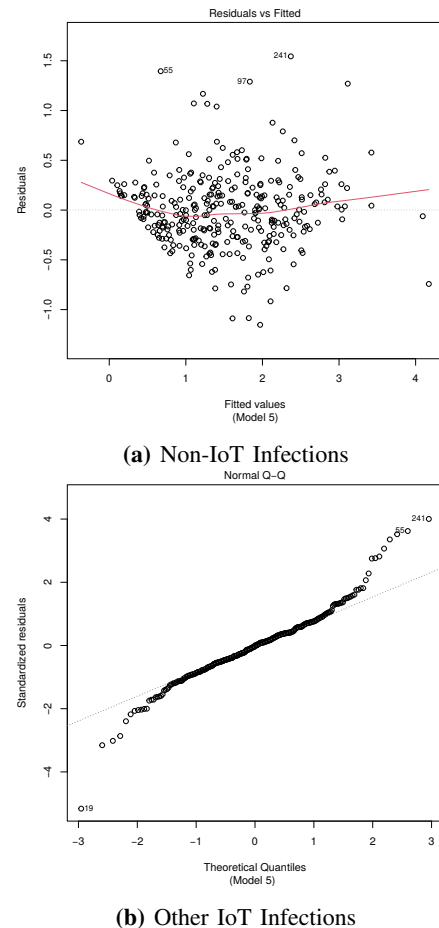 Residuals vs Fitted
Residuals
1.5
1.0
0.5
0.0
−1.0
241
55
97
0 1 2 3 4
Fitted values
(Model 5)
(a) Non-IoT Infections
Normal Q−Q
Standardized residuals
4
2
0
−2
−4
241
55
19
−3 −2 −1 0 1 2 3
Theoretical Quantiles
(Model 5)
(b) Other IoT Infections